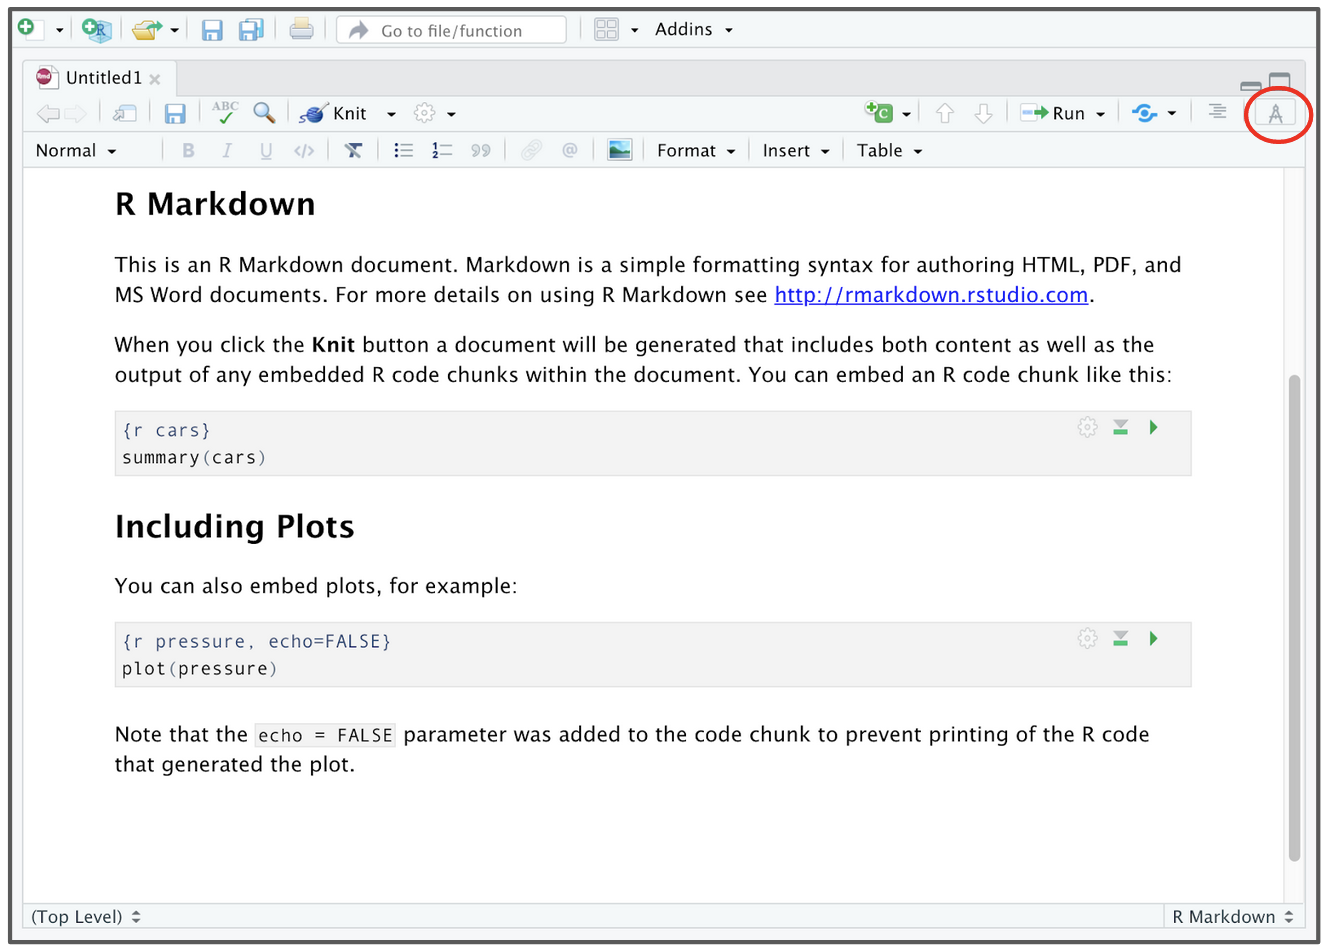 Go to file/function Addins
Rmd Untitled1
ABC Knit C Run
Normal B I U </> Format Insert Table
R Markdown
This is an R Markdown document. Markdown is a simple formatting syntax for authoring HTML, PDF, and
MS Word documents. For more details on using R Markdown see http://rmarkdown.rstudio.com.
When you click the Knit button a document will be generated that includes both content as well as the
output of any embedded R code chunks within the document. You can embed an R code chunk like this:
{r cars}
summary(cars)
Including Plots
You can also embed plots, for example:
{r pressure, echo=FALSE}
plot(pressure)
Note that the echo = FALSE parameter was added to the code chunk to prevent printing of the R code
that generated the plot.
(Top Level) R Markdown